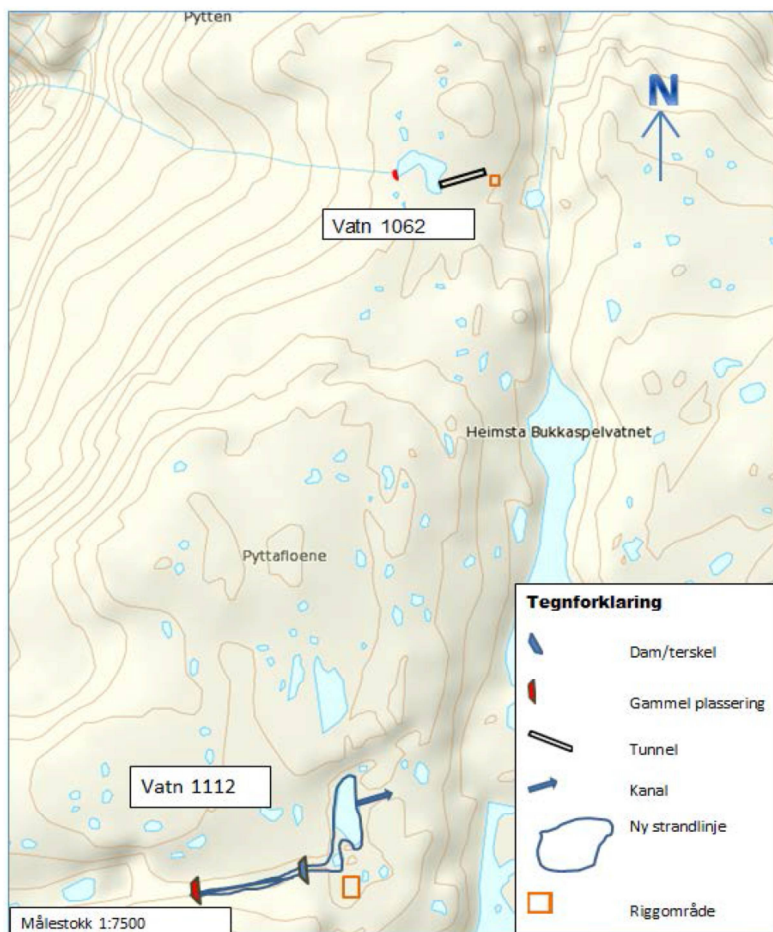 Pytten
N
Vatn 1062
Heimsta Bukkaspelvatnet
Pyttafloene
Vatn 1112
Målestokk 1:7500
Tegnforklaring
Dam/terskel
Gammel plassering
Tunnel
Kanal
Ny strandlinje
Riggområde